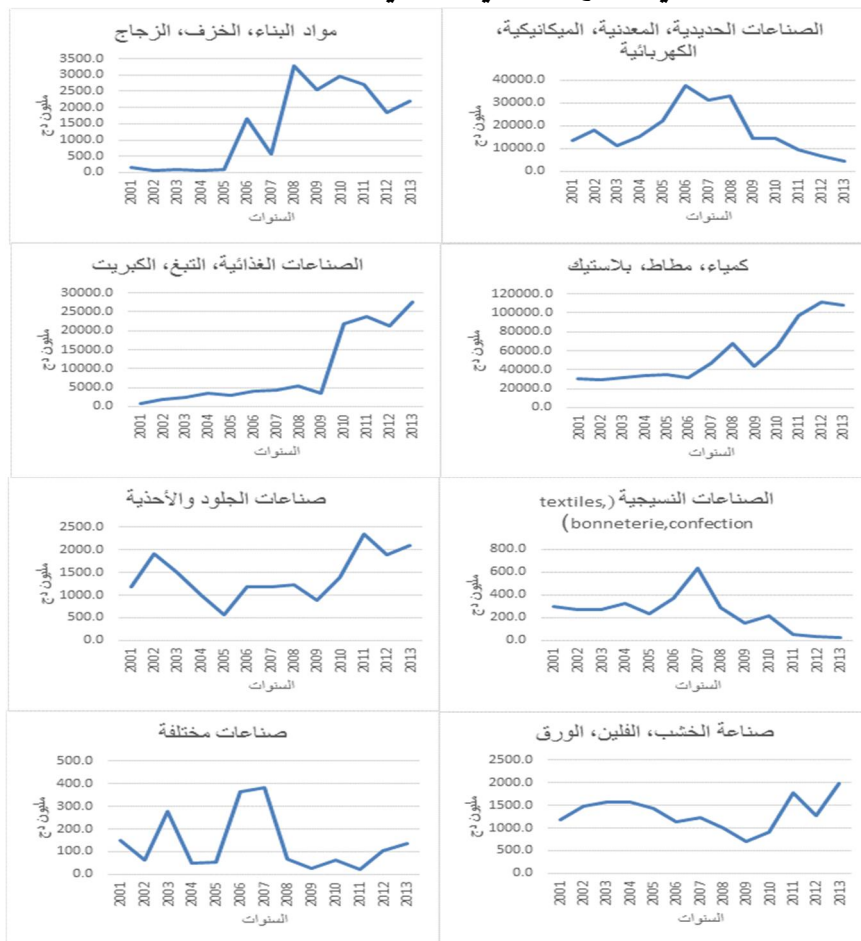 الصناعات الحديدية، المعدنية، الميكانيكية،
الكهربائية
مليون دج
40000.0
30000.0
20000.0
10000.0
0.0
2001 2002 2003 2004 2005 2006 2007 2008 2009 2010 2011 2012 2013
السنوات
مواد البناء، الخزف، الزجاج
مليون دج
3500.0
3000.0
2500.0
2000.0
1500.0
1000.0
500.0
0.0
2001 2002 2003 2004 2005 2006 2007 2008 2009 2010 2011 2012 2013
السنوات
كمياء، مطاط، بلاستيك
مليون دج
120000.0
100000.0
80000.0
60000.0
40000.0
20000.0
0.0
2001 2002 2003 2004 2005 2006 2007 2008 2009 2010 2011 2012 2013
السنوات
الصناعات الغذائية، التبغ، الكبريت
مليون دج
30000.0
25000.0
20000.0
15000.0
10000.0
5000.0
0.0
2001 2002 2003 2004 2005 2006 2007 2008 2009 2010 2011 2012 2013
السنوات
الصناعات النسيجية (textiles,
bonneterie,confection)
مليون دج
800.0
600.0
400.0
200.0
0.0
2001 2002 2003 2004 2005 2006 2007 2008 2009 2010 2011 2012 2013
السنوات
صناعات الجلود والأحذية
مليون دج
2500.0
2000.0
1500.0
1000.0
500.0
0.0
2001 2002 2003 2004 2005 2006 2007 2008 2009 2010 2011 2012 2013
السنوات
صناعة الخشب، الفلين، الورق
مليون دج
2500.0
2000.0
1500.0
1000.0
500.0
0.0
2001 2002 2003 2004 2005 2006 2007 2008 2009 2010 2011 2012 2013
السنوات
صناعات مختلفة
مليون دج
500.0
400.0
300.0
200.0
100.0
0.0
2001 2002 2003 2004 2005 2006 2007 2008 2009 2010 2011 2012 2013
السنوات